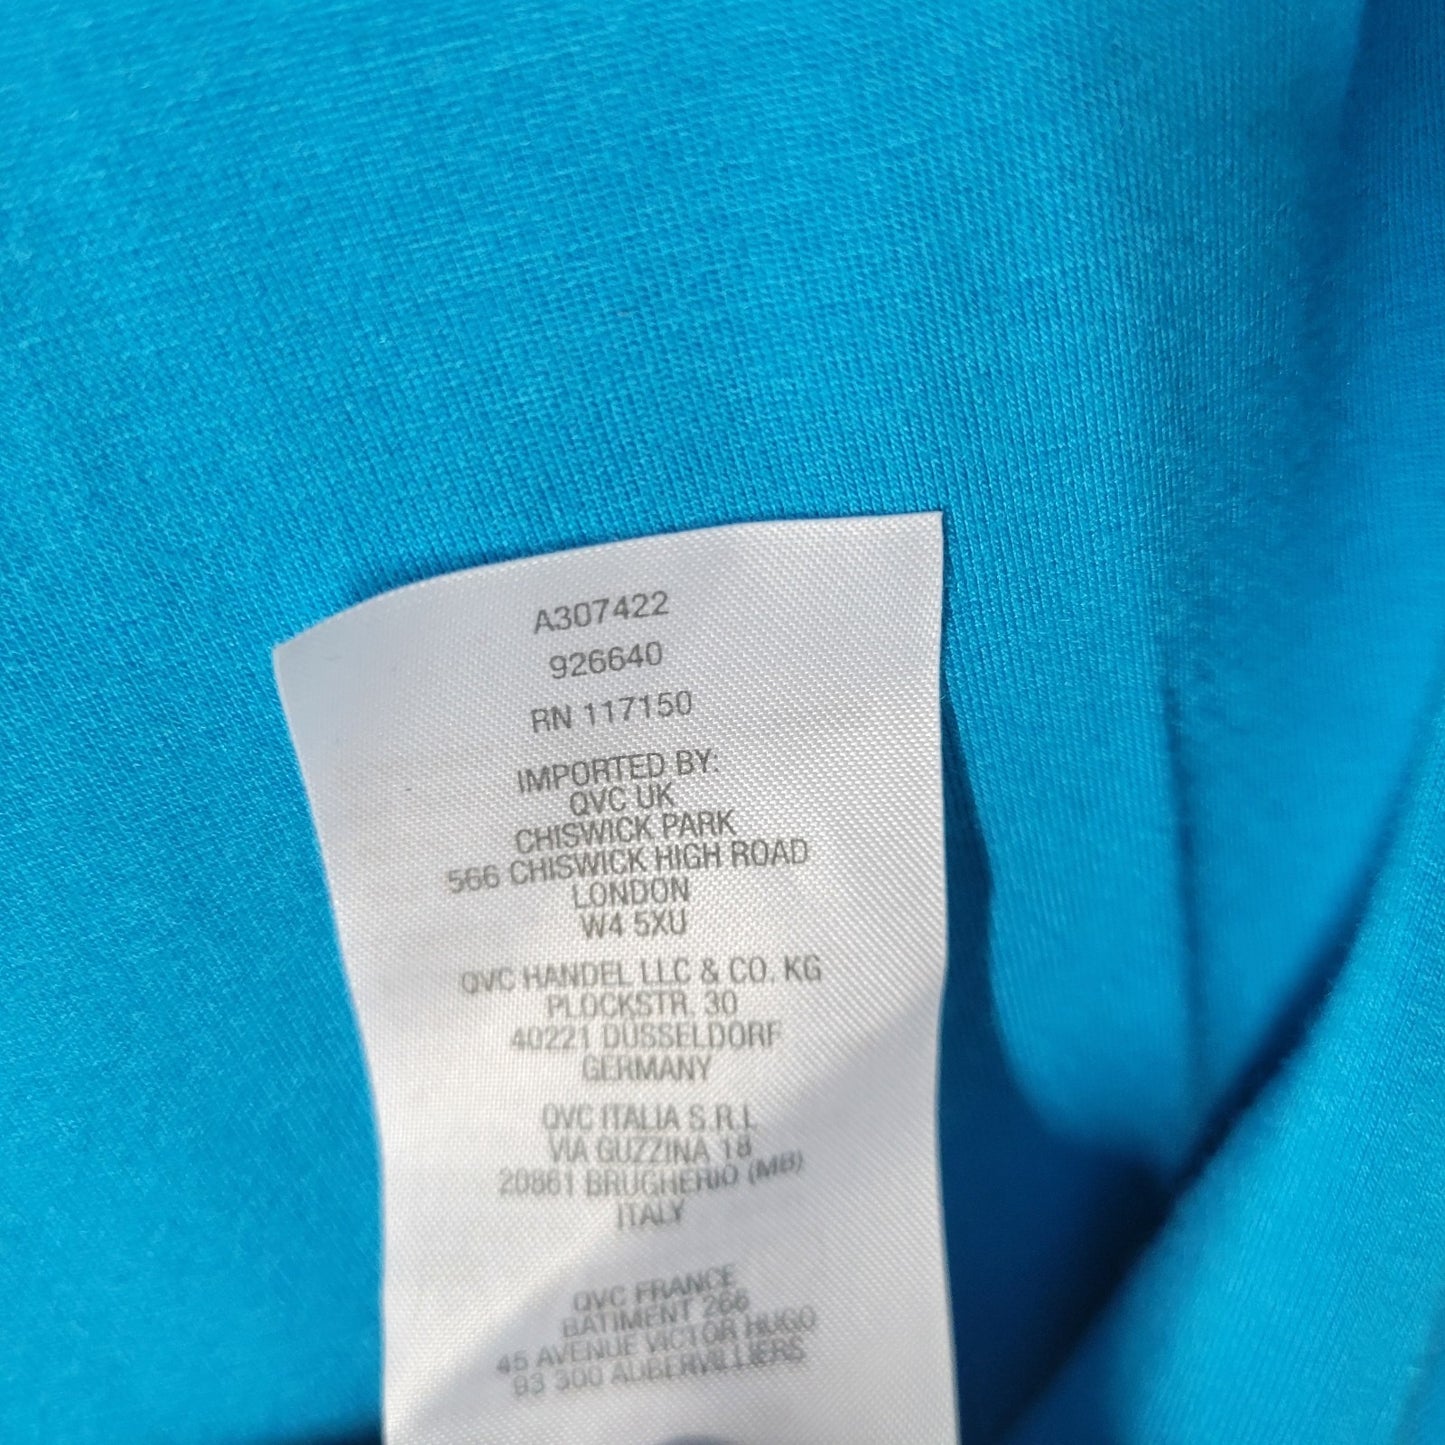 A307422
926640
RN 117150
IMPORTED BY:
QVC UK
CHISWICK PARK
566 CHISWICK HIGH ROAD
LONDON
W4 5XU
QVC HANDEL LLC & CO. KG
PLOCKSTR. 30
40221 DUSSELDORF
GERMANY
QVC ITALIA S.R.L
VIA GUZZINA 18
20861 BRUGHERIO (MB)
ITALY
QVC FRANCE
BATIMENT 266
45 AVENUE VICTOR HUGO
93 300 AUBERVILLIERS